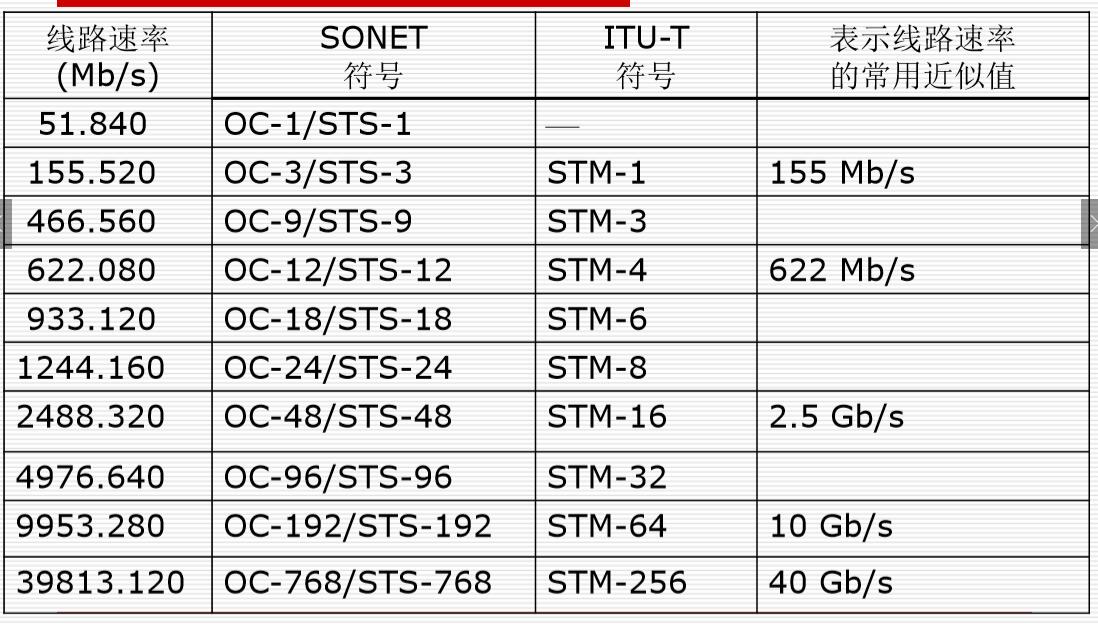 线路速率 (Mb/s) SONET 符号 ITU-T 符号 表示线路速率的常用近似值
51.840 OC-1/STS-1 —
155.520 OC-3/STS-3 STM-1 155 Mb/s
466.560 OC-9/STS-9 STM-3
622.080 OC-12/STS-12 STM-4 622 Mb/s
933.120 OC-18/STS-18 STM-6
1244.160 OC-24/STS-24 STM-8
2488.320 OC-48/STS-48 STM-16 2.5 Gb/s
4976.640 OC-96/STS-96 STM-32
9953.280 OC-192/STS-192 STM-64 10 Gb/s
39813.120 OC-768/STS-768 STM-256 40 Gb/s